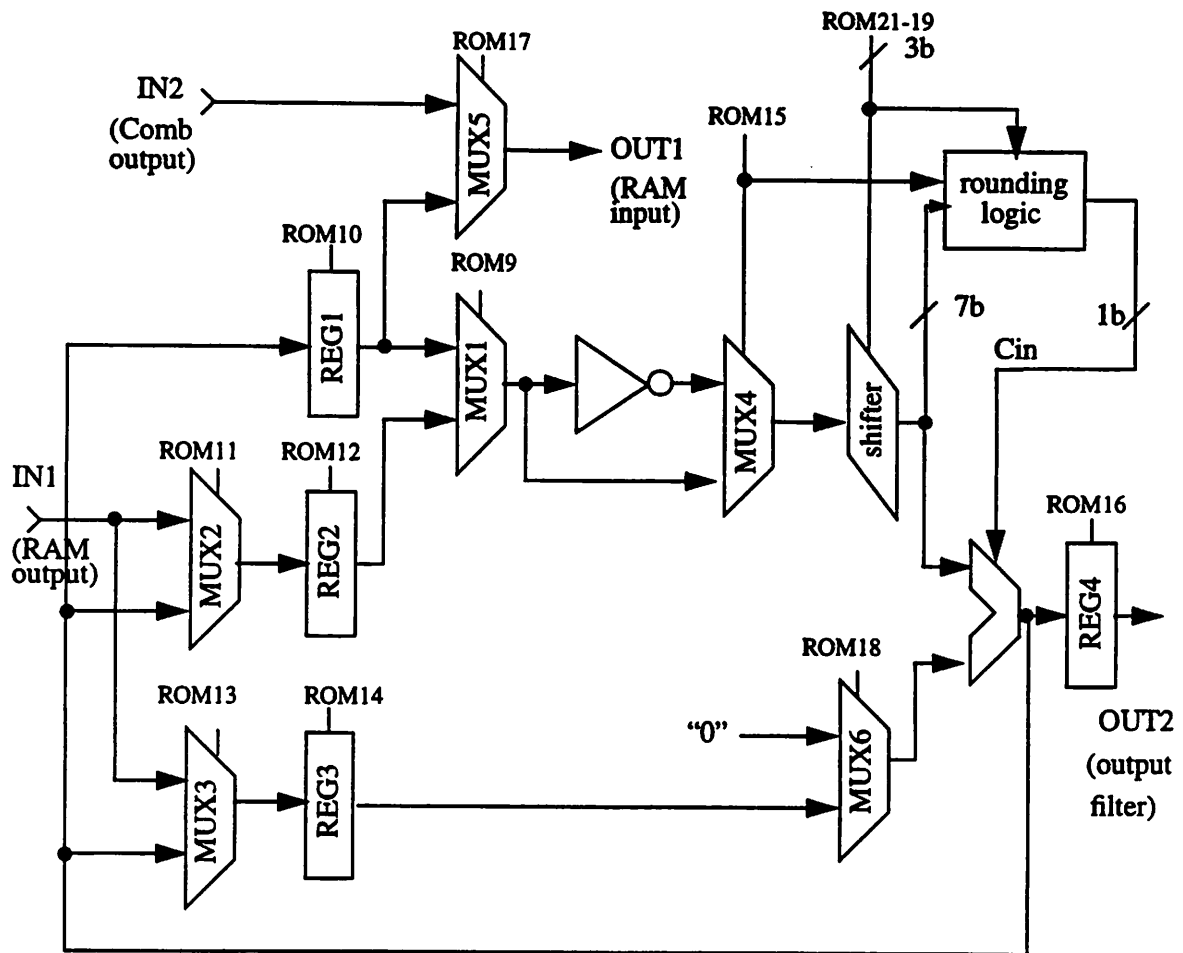 ROM17
ROM21-19
3b
IN2
(Comb
output)
MUX5
OUT1
(RAM
input)
ROM15
rounding
logic
ROM10
REG1
ROM9
MUX1
MUX4
shifter
7b
1b
Cin
IN1
(RAM
output)
ROM11
MUX2
ROM12
REG2
ROM16
REG4
ROM13
MUX3
ROM14
REG3
ROM18
"0"
MUX6
OUT2
(output
filter)